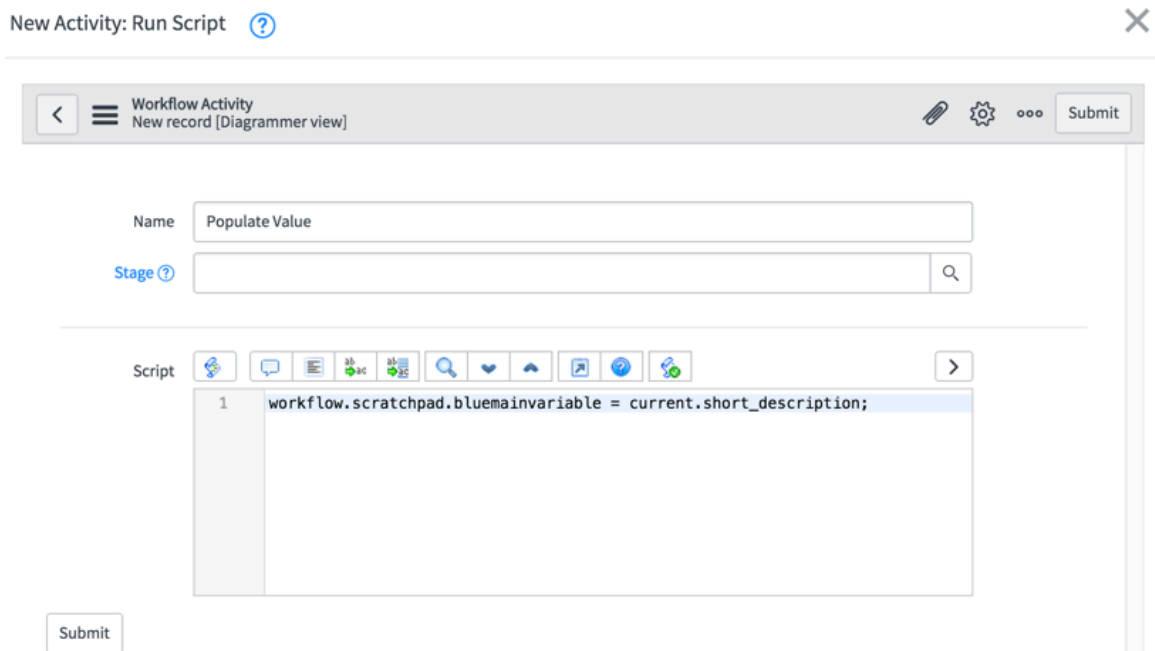 New Activity: Run Script ?
Workflow Activity
New record [Diagrammer view]
Submit
Name
Populate Value
Stage ?
Script
1
workflow.scratchpad.bluemainvariable = current.short_description;
Submit